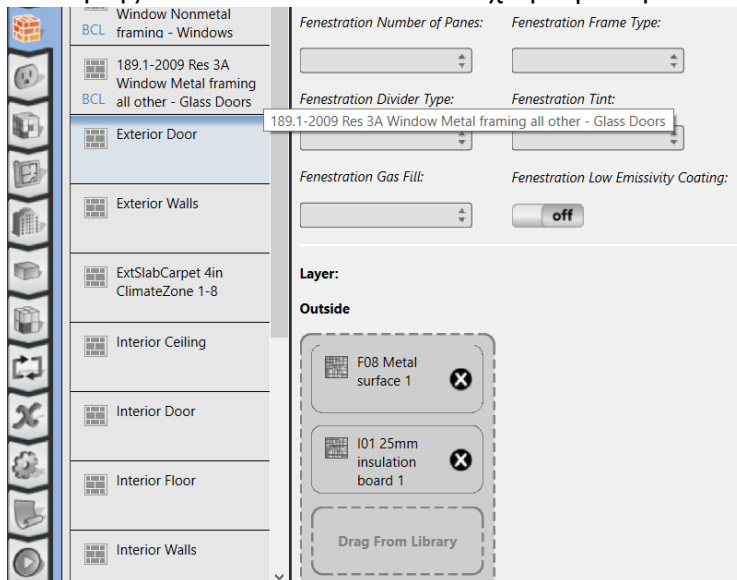 Window Nonmetal
BCL framing - Windows
189.1-2009 Res 3A
Window Metal framing
BCL all other - Glass Doors
Exterior Door
Exterior Walls
ExtSlabCarpet 4in
ClimateZone 1-8
Interior Ceiling
Interior Door
Interior Floor
Interior Walls
Fenestration Number of Panes:
Fenestration Frame Type:
Fenestration Divider Type:
Fenestration Tint:
189.1-2009 Res 3A Window Metal framing all other - Glass Doors
Fenestration Gas Fill:
Fenestration Low Emissivity Coating:
off
Layer:
Outside
F08 Metal
surface 1
I01 25mm
insulation
board 1
Drag From Library